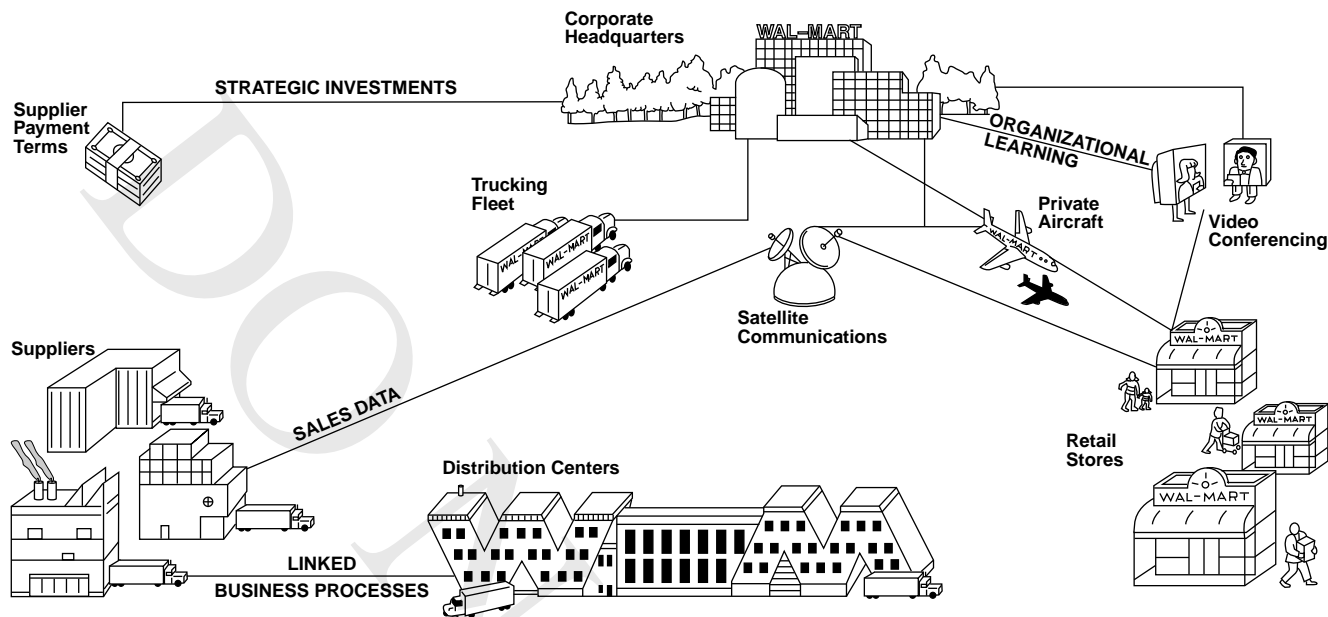 Corporate
Headquarters
WAL-MART
STRATEGIC INVESTMENTS
Supplier
Payment
Terms
ORGANIZATIONAL
LEARNING
Trucking
Fleet
WAL-MART
WAL-MART
WAL-MART
Private
Aircraft
WAL-MART
Video
Conferencing
Satellite
Communications
Suppliers
SALES DATA
WAL-MART
WAL-MART
Retail
Stores
WAL-MART
Distribution Centers
LINKED
BUSINESS PROCESSES
DO N